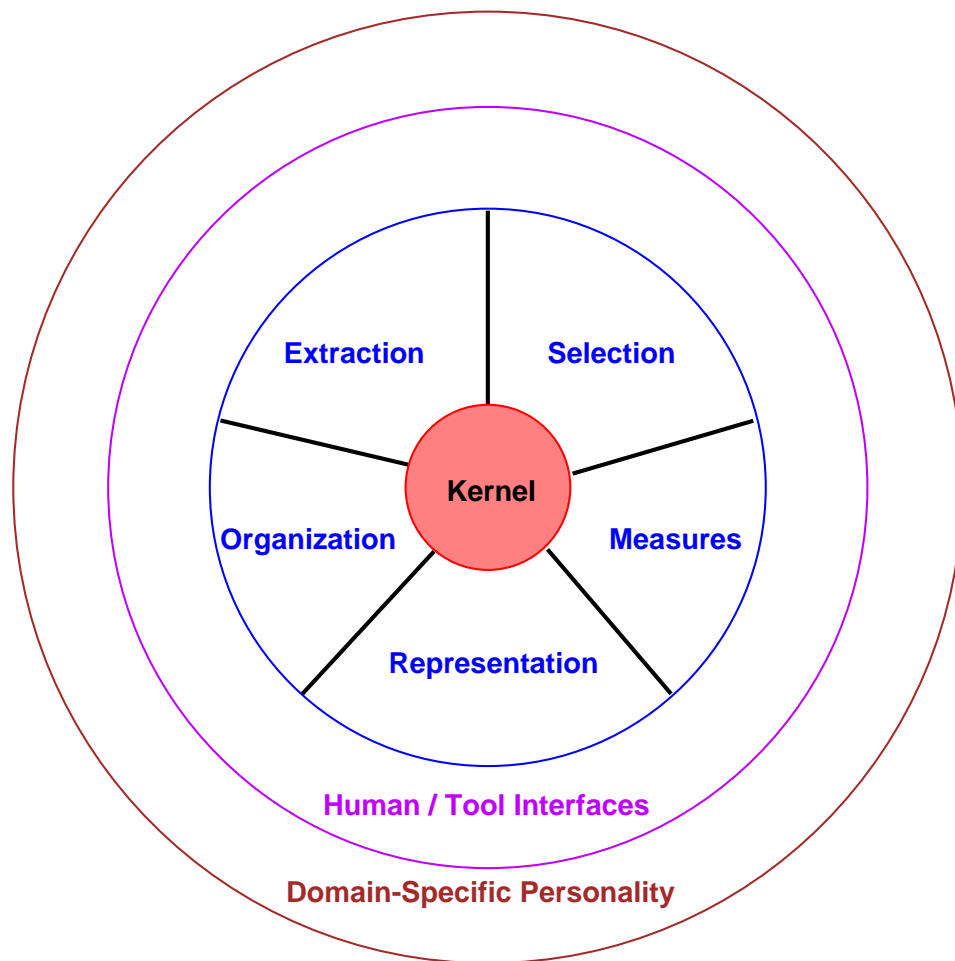 Extraction
Selection
Kernel
Organization
Measures
Representation
Human / Tool Interfaces
Domain-Specific Personality